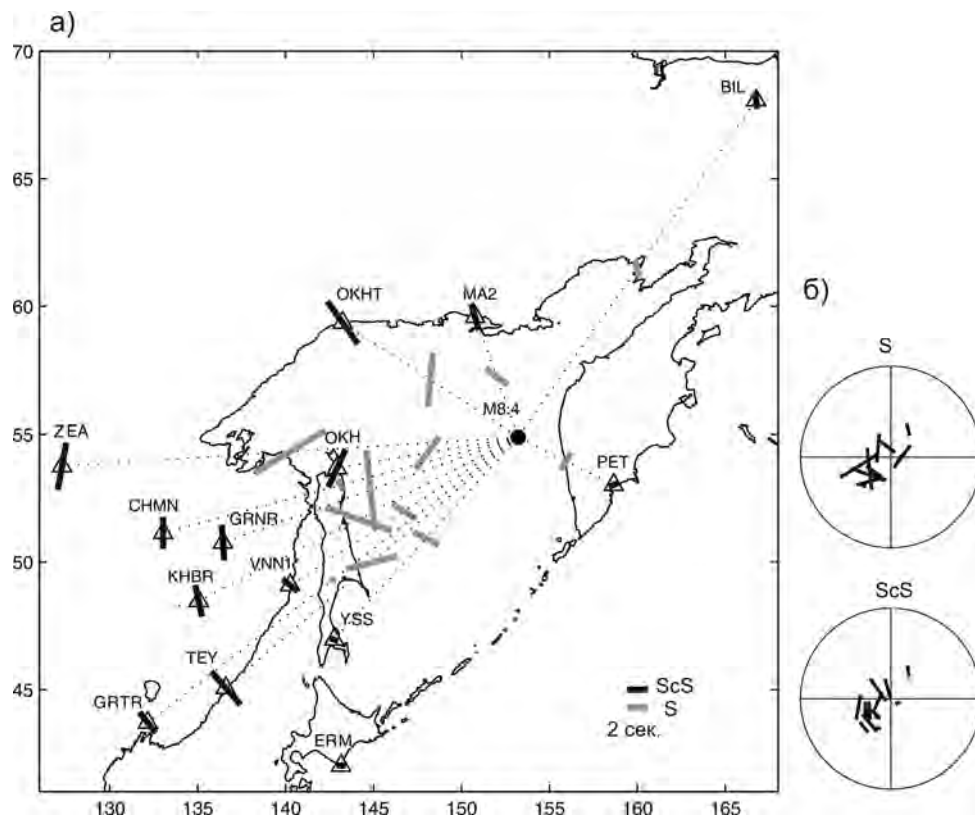 а)
70
BIL
65
OKHT
MA2
60
M8.4
55
ZEA
OKH
PET
CHMN
GRNR
50
KHBR
VNN1
YSS
TEY
45
GRTR
ERM
ScS
S
2 сек.
130 135 140 145 150 155 160 165
б)
S
ScS